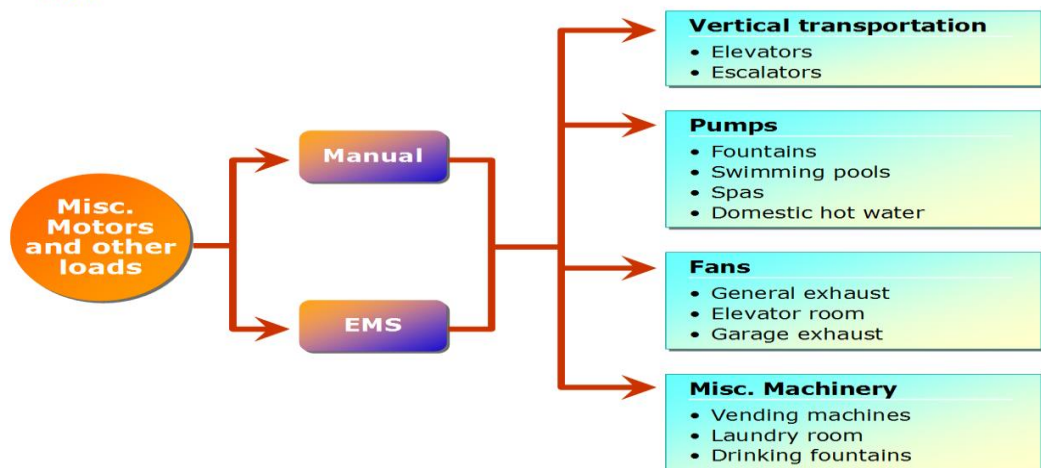 Misc.
Motors
and other
loads
Manual
EMS
Vertical transportation
• Elevators
• Escalators
Pumps
• Fountains
• Swimming pools
• Spas
• Domestic hot water
Fans
• General exhaust
• Elevator room
• Garage exhaust
Misc. Machinery
• Vending machines
• Laundry room
• Drinking fountains